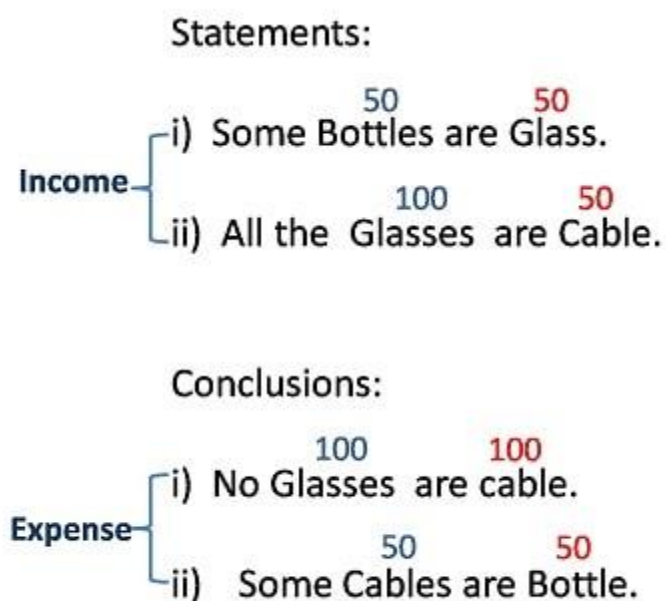 Statements:
50 50
i) Some Bottles are Glass.
Income
100 50
ii) All the Glasses are Cable.
Conclusions:
100 100
i) No Glasses are cable.
Expense
50 50
ii) Some Cables are Bottle.